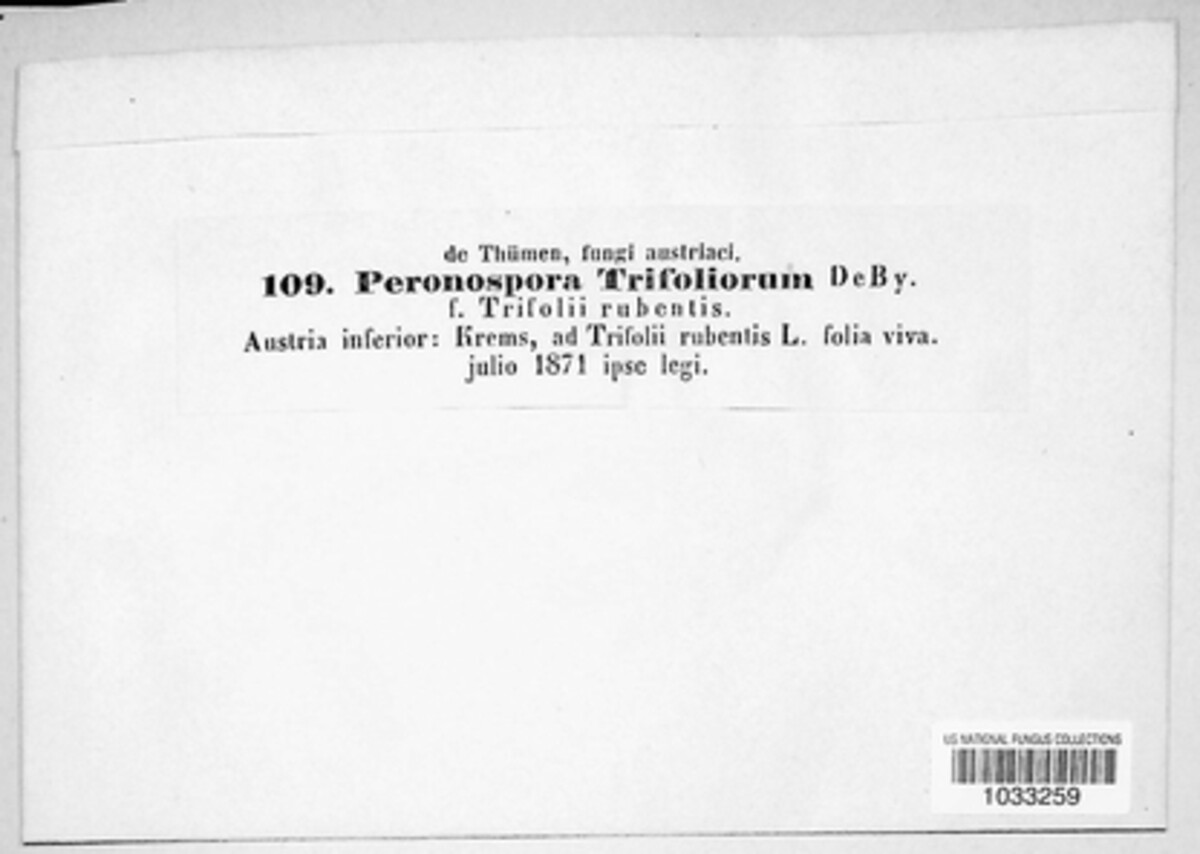 de Thümen, fungi austriaci.
109. Peronospora Trifoliorum DeBy.
f. Trifolii rubentis.
Austria inferior: Krems, ad Trifolii rubentis L. folia viva.
julio 1871 ipse legi.
US NATIONAL FUNGUS COLLECTIONS
1033259